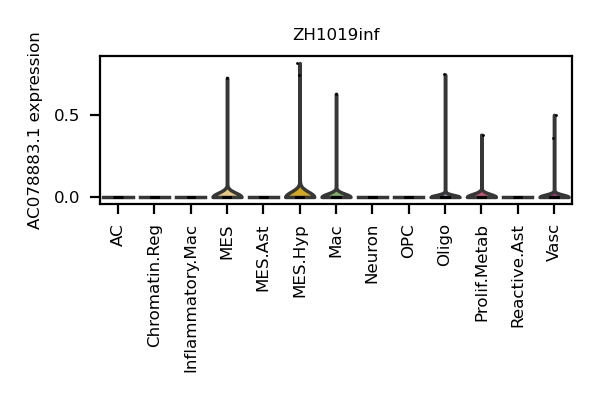 ZH1019inf
AC078883.1 expression
0.5
0.0
AC
Chromatin.Reg
Inflammatory.Mac
MES
MES.Ast
MES.Hyp
Mac
Neuron
OPC
Oligo
Prolif.Metab
Reactive.Ast
Vasc